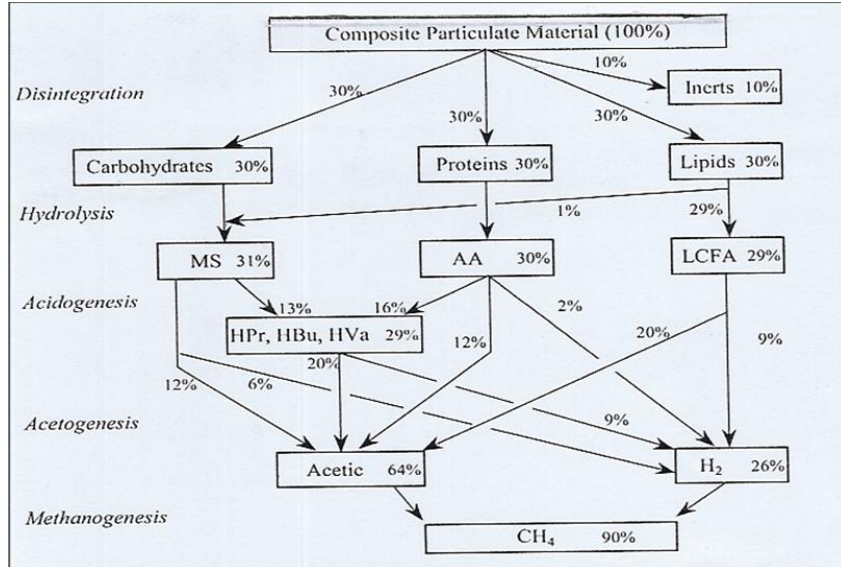 Composite Particulate Material (100%)
10%
Disintegration
30%
Inerts 10%
30%
30%
Carbohydrates 30%
Proteins 30%
Lipids 30%
Hydrolysis
1%
29%
MS 31%
AA 30%
LCFA 29%
Acidogenesis
13%
16%
2%
HPr, HBu, HVa 29%
12%
20%
9%
20%
12%
6%
Acetogenesis
9%
Acetic 64%
H₂ 26%
Methanogenesis
CH₄ 90%